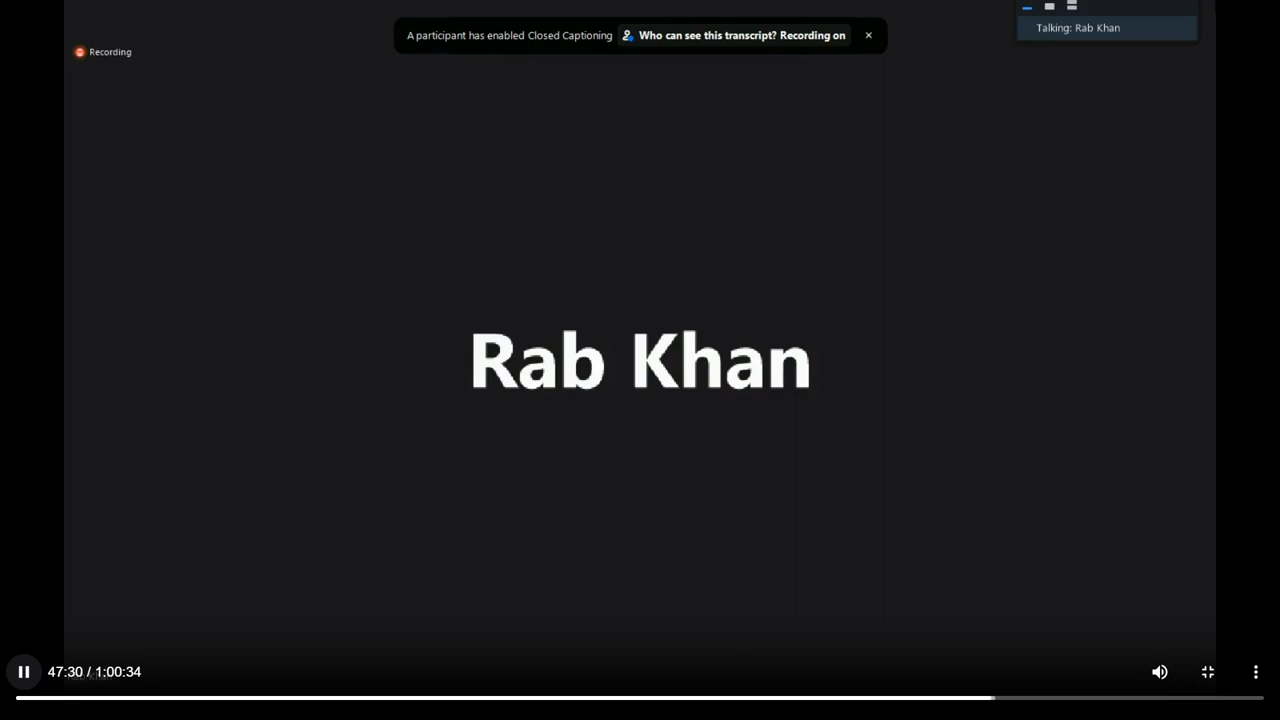 Talking: Rab Khan
A participant has enabled Closed Captioning Who can see this transcript? Recording on
Recording
Rab Khan
47:30 / 1:00:34